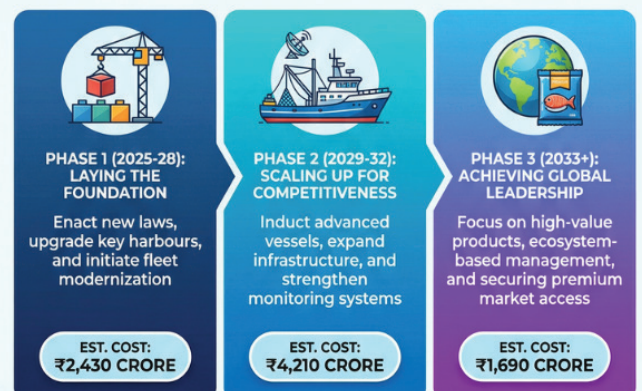 PHASE 1 (2025-28):
LAYING THE
FOUNDATION
Enact new laws,
upgrade key harbours,
and initiate fleet
modernization
EST. COST:
₹2,430 CRORE
PHASE 2 (2029-32):
SCALING UP FOR
COMPETITIVENESS
Induct advanced
vessels, expand
infrastructure, and
strengthen
monitoring systems
EST. COST:
₹4,210 CRORE
PHASE 3 (2033+):
ACHIEVING GLOBAL
LEADERSHIP
Focus on high-value
products, ecosystem-
based management,
and securing premium
market access
EST. COST:
₹1,690 CRORE